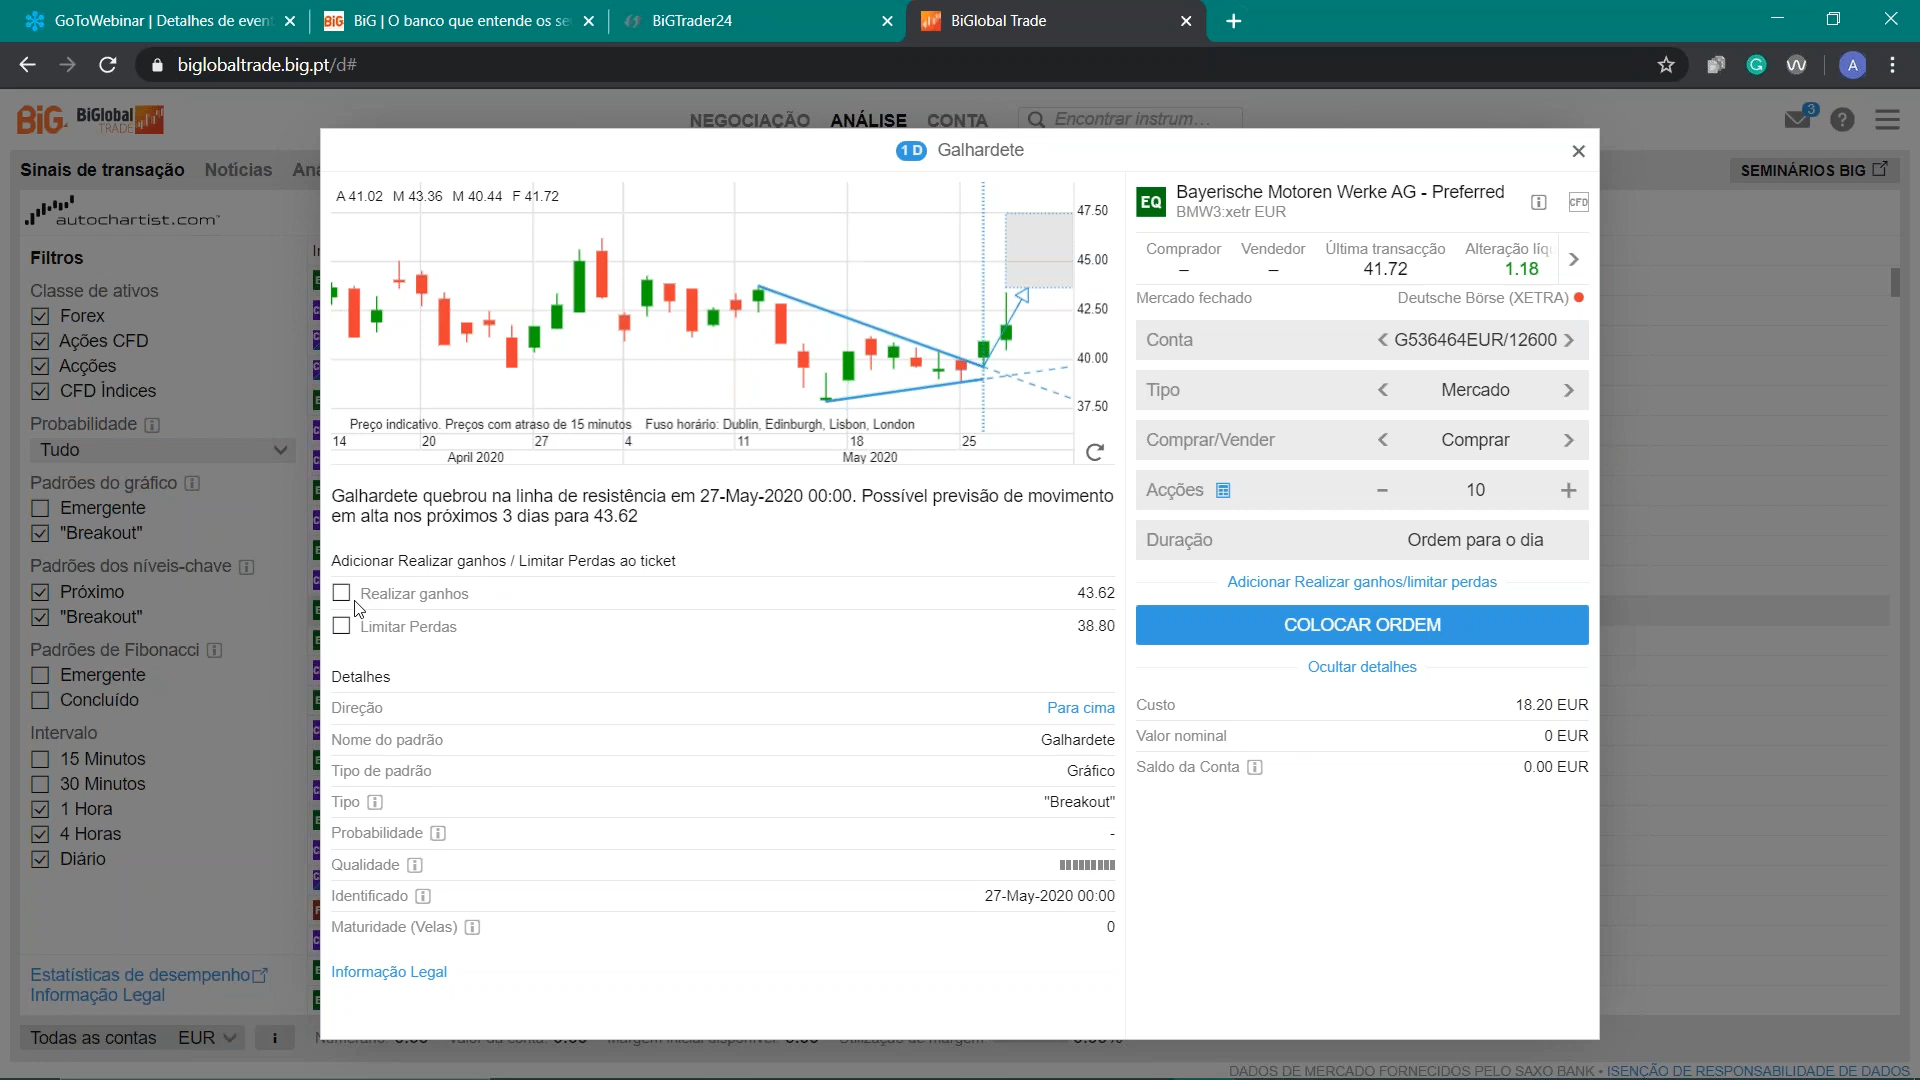 GoToWebinar | Detalhes de even
BiG | O banco que entende os se
BiGTrader24
BiGlobal Trade
biglobaltrade.big.pt/d#
A
BiG
BiGlobal
TRADE
NEGOCIAÇÃO
ANÁLISE
CONTA
Encontrar instrum...
3
?
Sinais de transação
Notícias
Ana
SEMINÁRIOS BIG
autochartist.com
Filtros
Classe de ativos
Forex
Ações CFD
Acções
CFD Índices
Probabilidade
Tudo
Padrões do gráfico
Emergente
"Breakout"
Padrões dos níveis-chave
Próximo
"Breakout"
Padrões de Fibonacci
Emergente
Concluído
Intervalo
15 Minutos
30 Minutos
1 Hora
4 Horas
Diário
Estatísticas de desempenho
Informação Legal
Todas as contas EUR
1 D Galhardete
A 41.02 M 43.36 M 40.44 F 41.72
47.50
45.00
42.50
40.00
37.50
Preço indicativo. Preços com atraso de 15 minutos Fuso horário: Dublin, Edinburgh, Lisbon, London
14 20 27 4 11 18 25
April 2020 May 2020
Galhardete quebrou na linha de resistência em 27-May-2020 00:00. Possível previsão de movimento
em alta nos próximos 3 dias para 43.62
Adicionar Realizar ganhos / Limitar Perdas ao ticket
Realizar ganhos 43.62
Limitar Perdas 38.80
Detalhes
Direção Para cima
Nome do padrão Galhardete
Tipo de padrão Gráfico
Tipo "Breakout"
Probabilidade -
Qualidade
Identificado 27-May-2020 00:00
Maturidade (Velas) 0
Informação Legal
EQ
Bayerische Motoren Werke AG - Preferred
BMW3:xetr EUR
CFD
Comprador Vendedor Última transacção Alteração líq
– – 41.72 1.18
Mercado fechado Deutsche Börse (XETRA)
Conta G536464EUR/12600
Tipo Mercado
Comprar/Vender Comprar
Acções - 10 +
Duração Ordem para o dia
Adicionar Realizar ganhos/limitar perdas
COLOCAR ORDEM
Ocultar detalhes
Custo 18.20 EUR
Valor nominal 0 EUR
Saldo da Conta 0.00 EUR
DADOS DE MERCADO FORNECIDOS PELO SAXO BANK • ISENÇÃO DE RESPONSABILIDADE DE DADOS